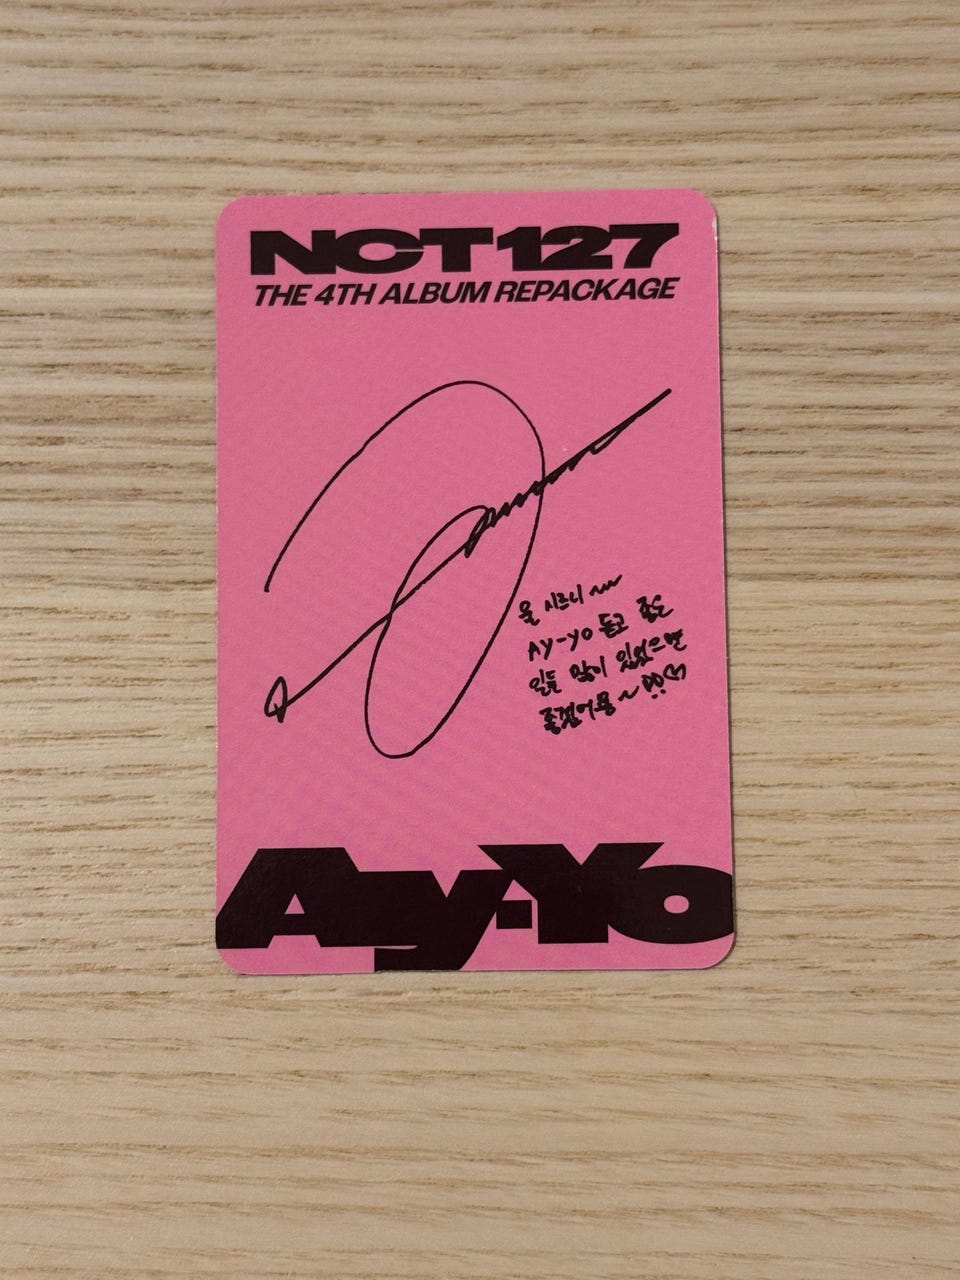 NCT 127
THE 4TH ALBUM REPACKAGE
울 시즈니~~
AY-YO 듣고 좋은
일들 많이 있었으면
좋겠어용~!!♡
Ay-Yo